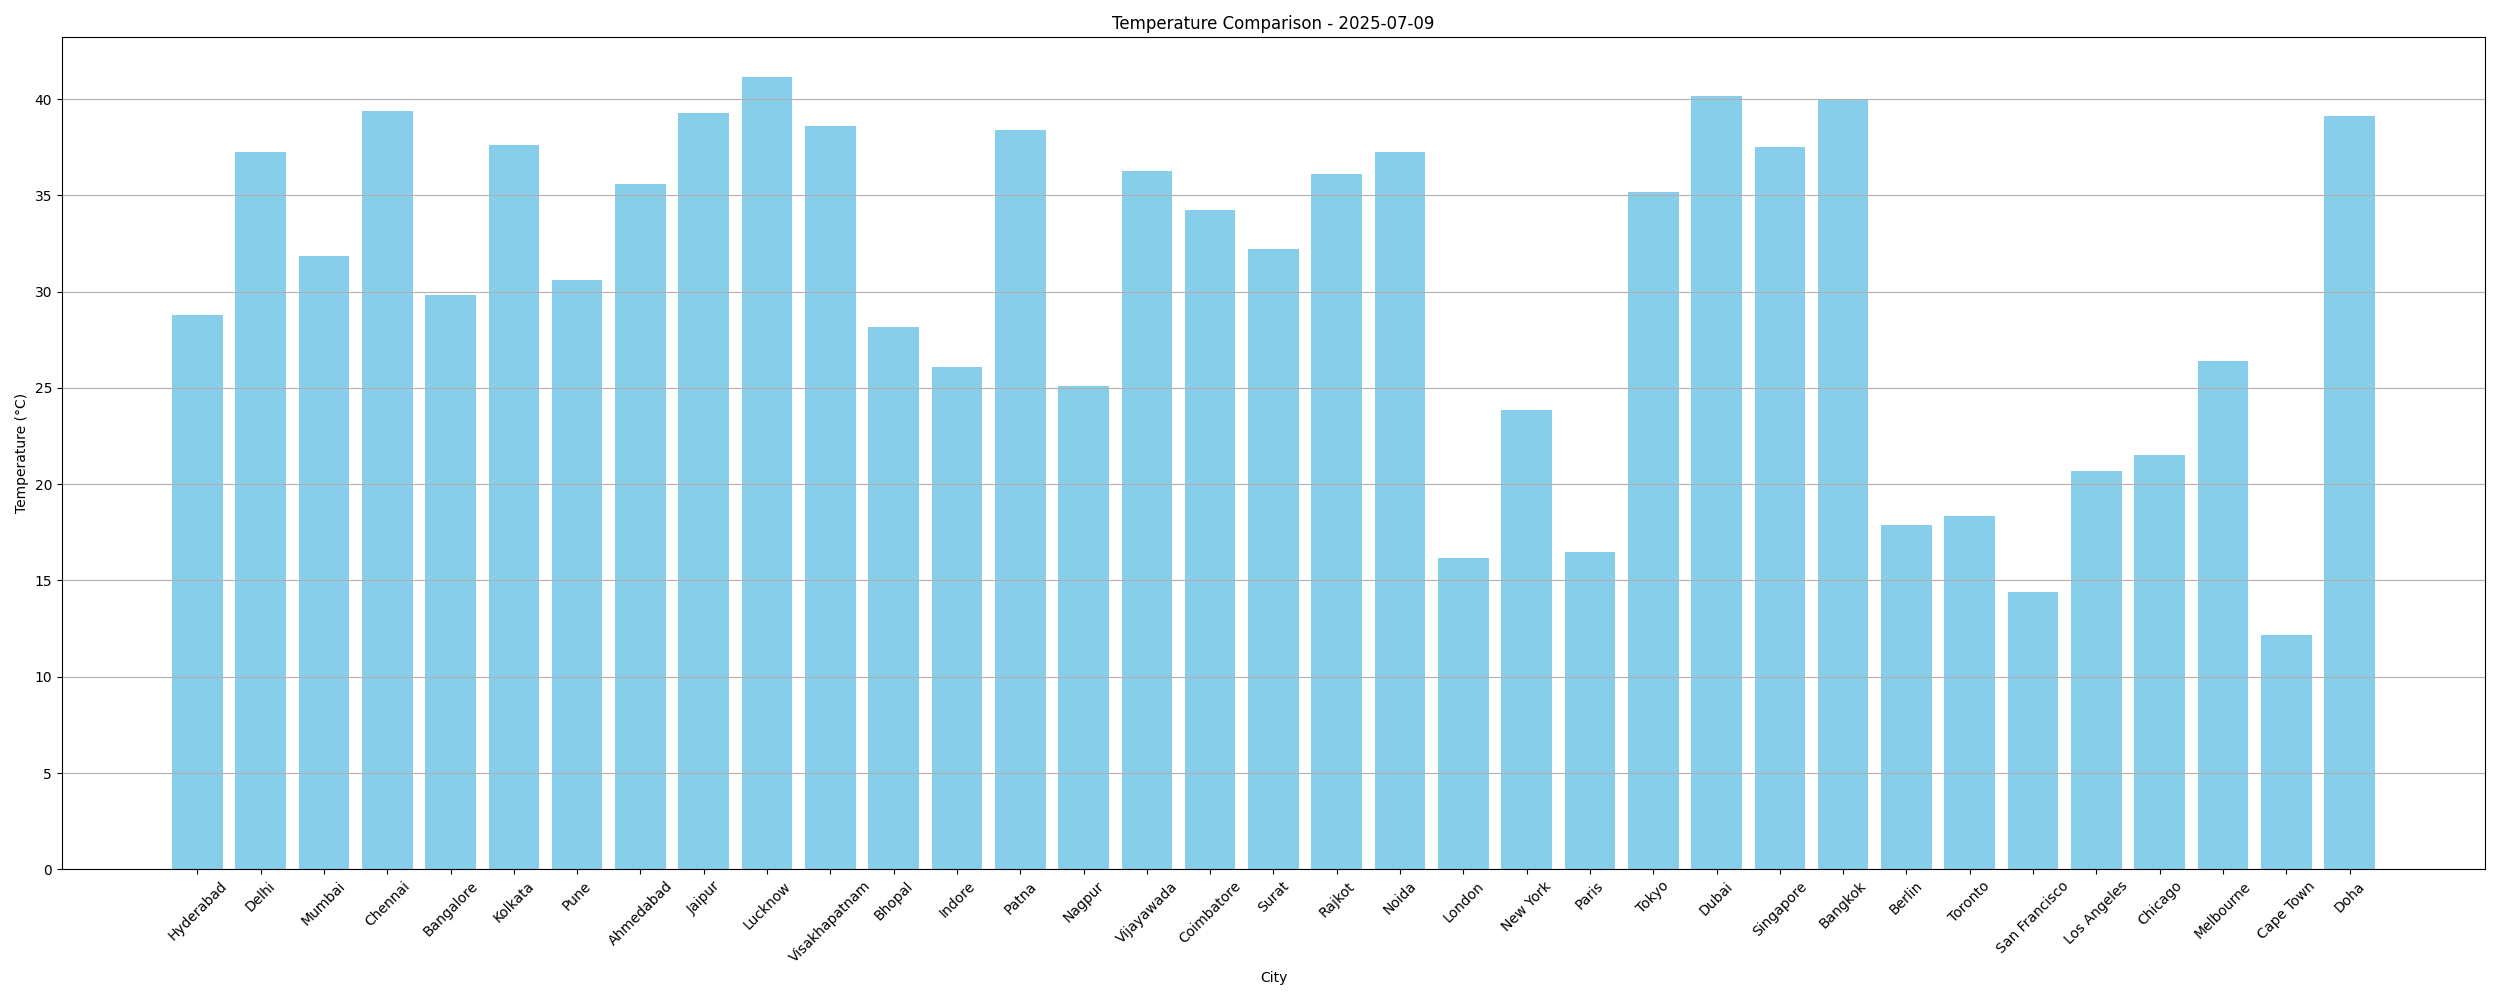 Temperature Comparison - 2025-07-09
Temperature (°C)
40
35
30
25
20
15
10
5
0
Hyderabad
Delhi
Mumbai
Chennai
Bangalore
Kolkata
Pune
Ahmedabad
Jaipur
Lucknow
Visakhapatnam
Bhopal
Indore
Patna
Nagpur
Vijayawada
Coimbatore
Surat
Rajkot
Noida
London
New York
Paris
Tokyo
Dubai
Singapore
Bangkok
Berlin
Toronto
San Francisco
Los Angeles
Chicago
Melbourne
Cape Town
Doha
City